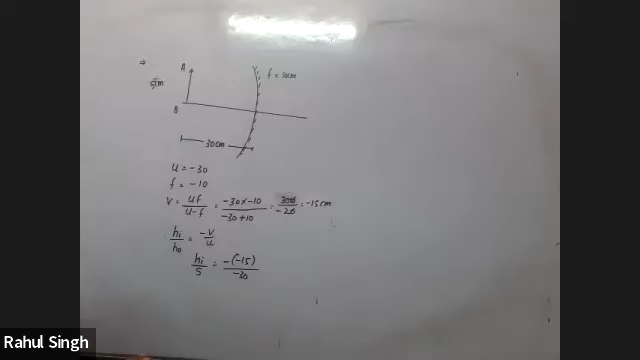 ⇒ A f = 10cm
5cm
B
30cm
u = -30
f = -10
v = uf/u-f = -30×-10/-30+10 = 300/-20 = -15cm
hi/ho = -v/u
hi/5 = -(-15)/-30
Rahul Singh